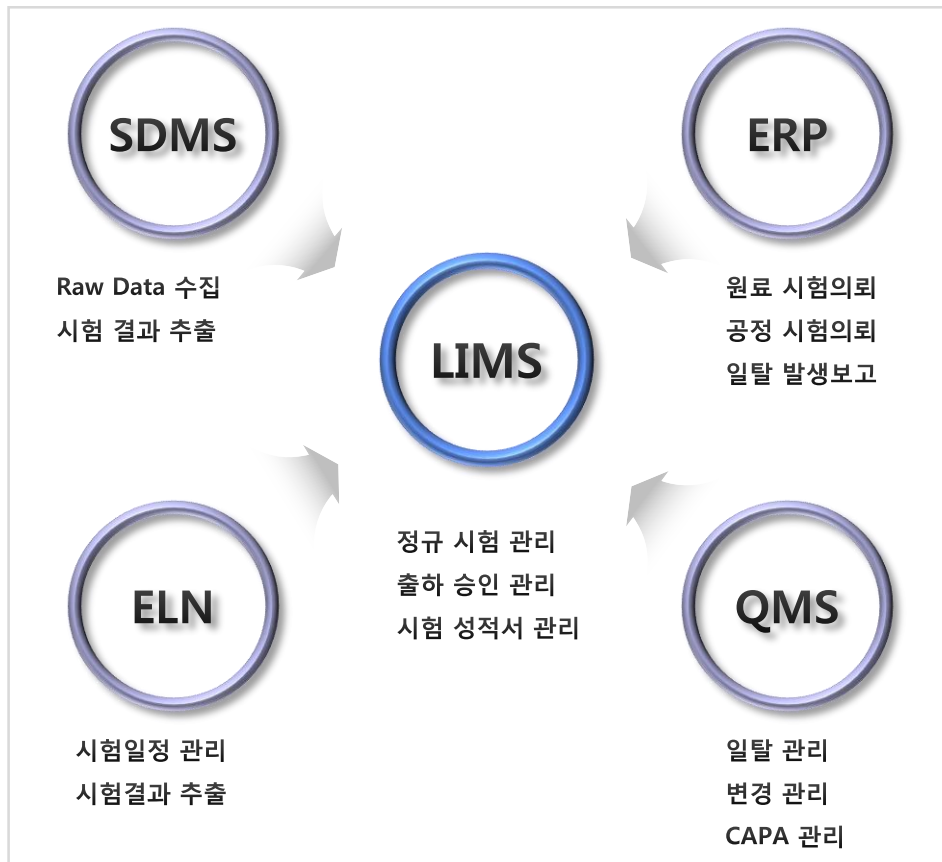 SDMS
Raw Data 수집
시험 결과 추출
ERP
원료 시험의뢰
공정 시험의뢰
일탈 발생보고
LIMS
정규 시험 관리
출하 승인 관리
시험 성적서 관리
ELN
시험일정 관리
시험결과 추출
QMS
일탈 관리
변경 관리
CAPA 관리